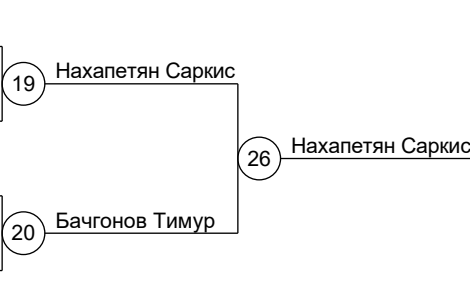 19 Нахапетян Саркис
26 Нахапетян Саркис
20 Бачгонов Тимур